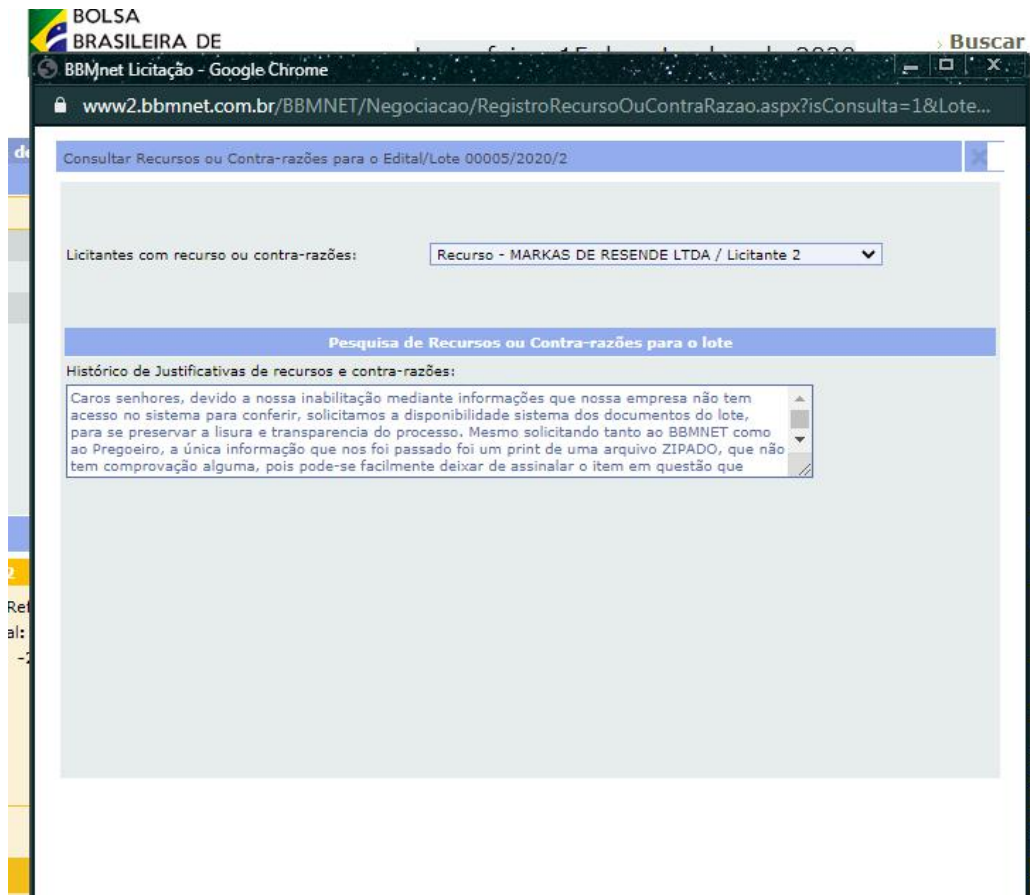 BOLSA
BRASILEIRA DE
Buscar
BBMnet Licitação - Google Chrome
www2.bbmnet.com.br/BBMNET/Negociacao/RegistroRecursoOuContraRazao.aspx?isConsulta=1&Lote...
de
Consultar Recursos ou Contra-razões para o Edital/Lote 00005/2020/2
Licitantes com recurso ou contra-razões:
Recurso - MARKAS DE RESENDE LTDA / Licitante 2
Pesquisa de Recursos ou Contra-razões para o lote
Histórico de Justificativas de recursos e contra-razões:
Caros senhores, devido a nossa inabilitação mediante informações que nossa empresa não tem
acesso no sistema para conferir, solicitamos a disponibilidade sistema dos documentos do lote,
para se preservar a lisura e transparencia do processo. Mesmo solicitando tanto ao BBMNET como
ao Pregoeiro, a única informação que nos foi passado foi um print de uma arquivo ZIPADO, que não
tem comprovação alguma, pois pode-se facilmente deixar de assinalar o item em questão que
Ref
al: